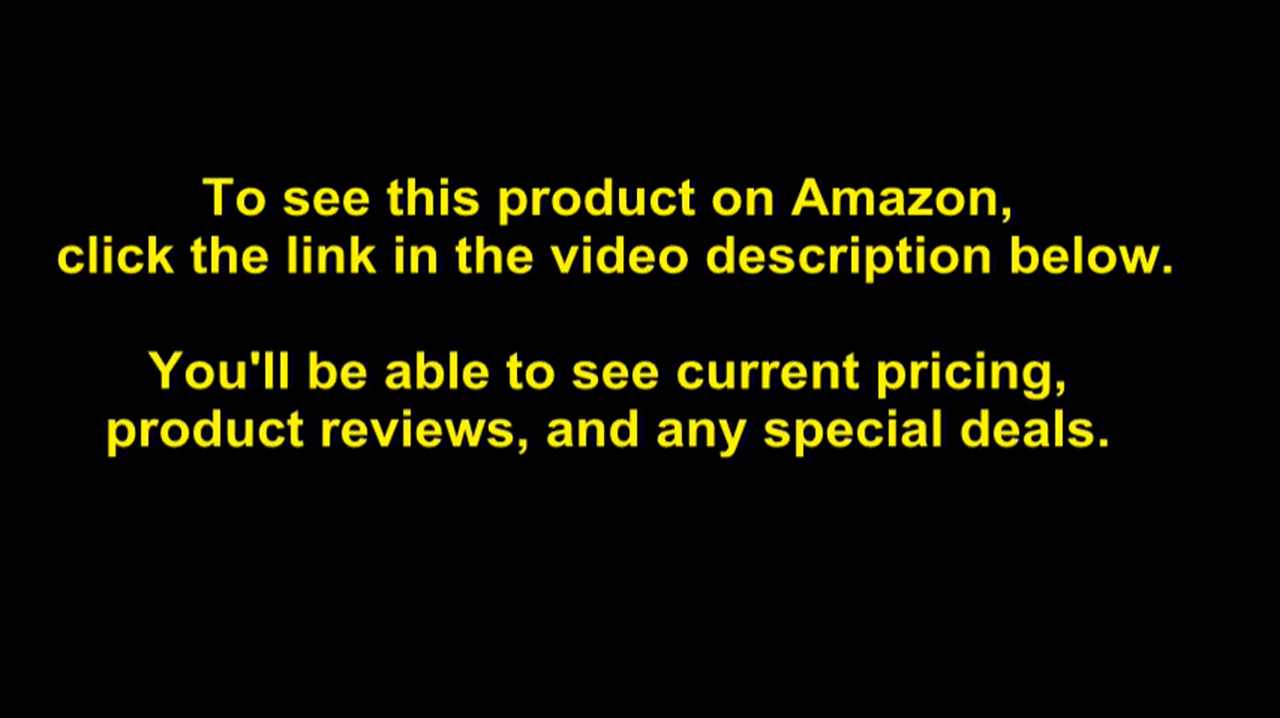 To see this product on Amazon,
click the link in the video description below.
You'll be able to see current pricing,
product reviews, and any special deals.